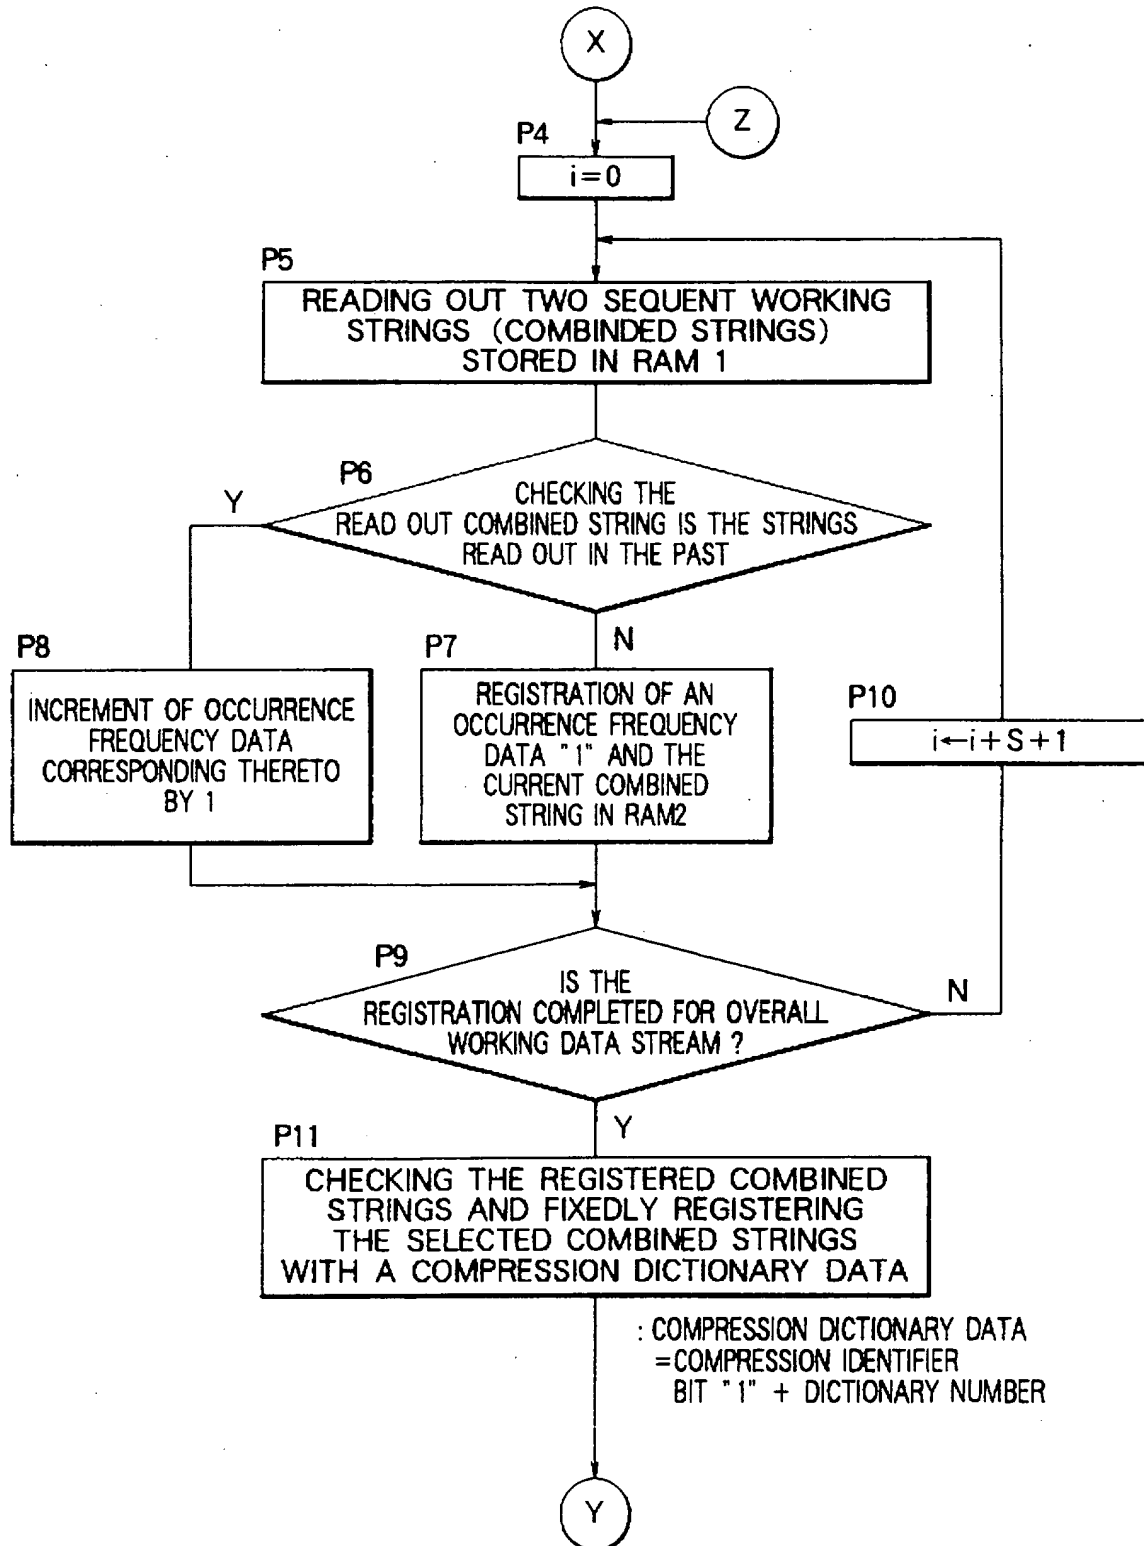 X
Z
P4
i=0
P5
READING OUT TWO SEQUENT WORKING
STRINGS (COMBINDED STRINGS)
STORED IN RAM 1
P6
Y
CHECKING THE
READ OUT COMBINED STRING IS THE STRINGS
READ OUT IN THE PAST
N
P8
INCREMENT OF OCCURRENCE
FREQUENCY DATA
CORRESPONDING THERETO
BY 1
P7
REGISTRATION OF AN
OCCURRENCE FREQUENCY
DATA "1" AND THE
CURRENT COMBINED
STRING IN RAM2
P10
i←i+S+1
P9
IS THE
REGISTRATION COMPLETED FOR OVERALL
WORKING DATA STREAM ?
N
Y
P11
CHECKING THE REGISTERED COMBINED
STRINGS AND FIXEDLY REGISTERING
THE SELECTED COMBINED STRINGS
WITH A COMPRESSION DICTIONARY DATA
: COMPRESSION DICTIONARY DATA
=COMPRESSION IDENTIFIER
BIT "1" + DICTIONARY NUMBER
Y